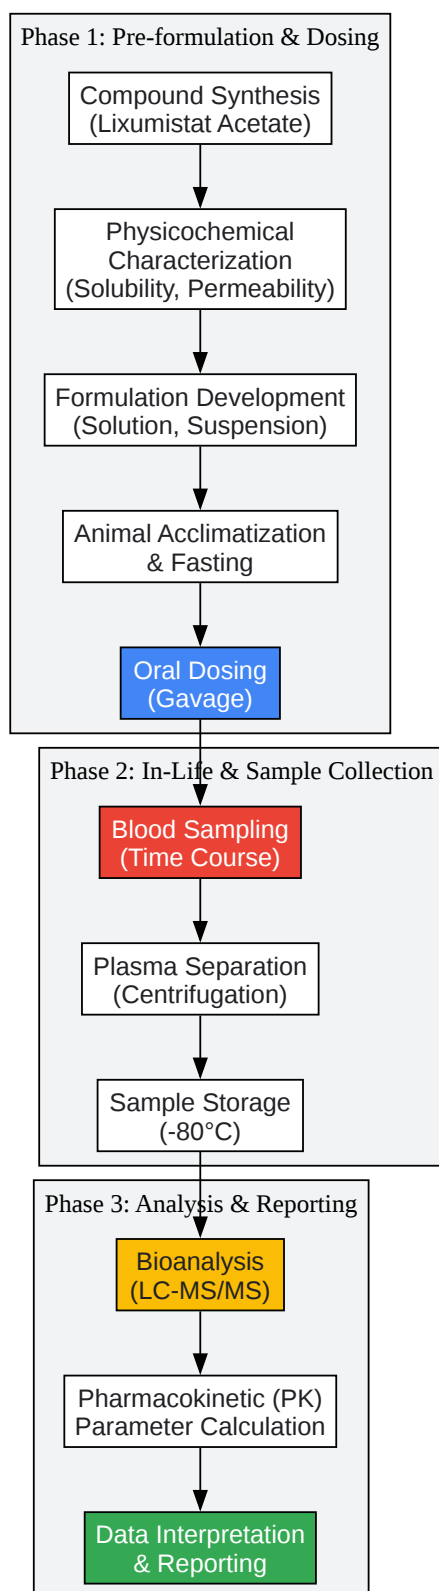 Phase 1: Pre-formulation & Dosing
Compound Synthesis
(Lixumistat Acetate)
Physicochemical
Characterization
(Solubility, Permeability)
Formulation Development
(Solution, Suspension)
Animal Acclimatization
& Fasting
Oral Dosing
(Gavage)
Phase 2: In-Life & Sample Collection
Blood Sampling
(Time Course)
Plasma Separation
(Centrifugation)
Sample Storage
(-80°C)
Phase 3: Analysis & Reporting
Bioanalysis
(LC-MS/MS)
Pharmacokinetic (PK)
Parameter Calculation
Data Interpretation
& Reporting